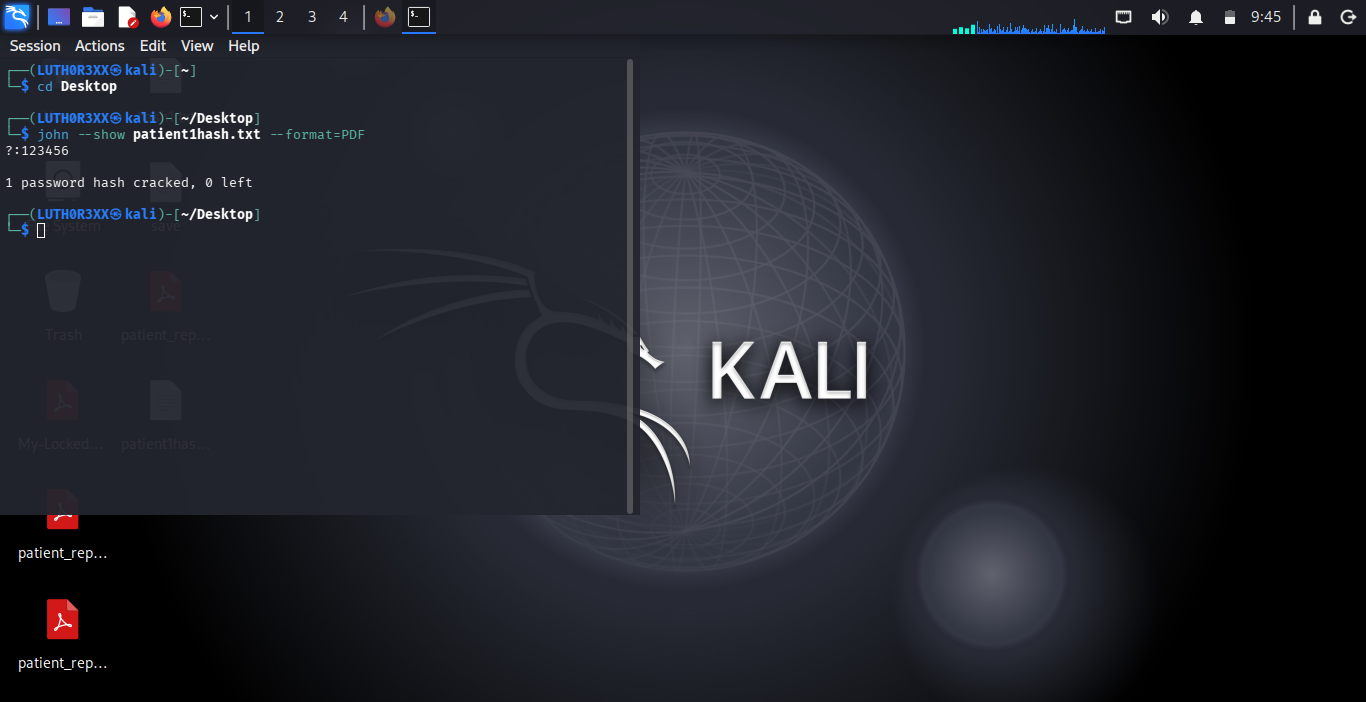 1 2 3 4 9:45
Session Actions Edit View Help
┌──(LUTH0R3XX㉿kali)-[~]
└─$ cd Desktop
┌──(LUTH0R3XX㉿kali)-[~/Desktop]
└─$ john --show patient1hash.txt --format=PDF
?:123456
1 password hash cracked, 0 left
┌──(LUTH0R3XX㉿kali)-[~/Desktop]
└─$
System save
Trash patient_rep...
My-Locked... patient1has...
patient_rep...
patient_rep...
KALI